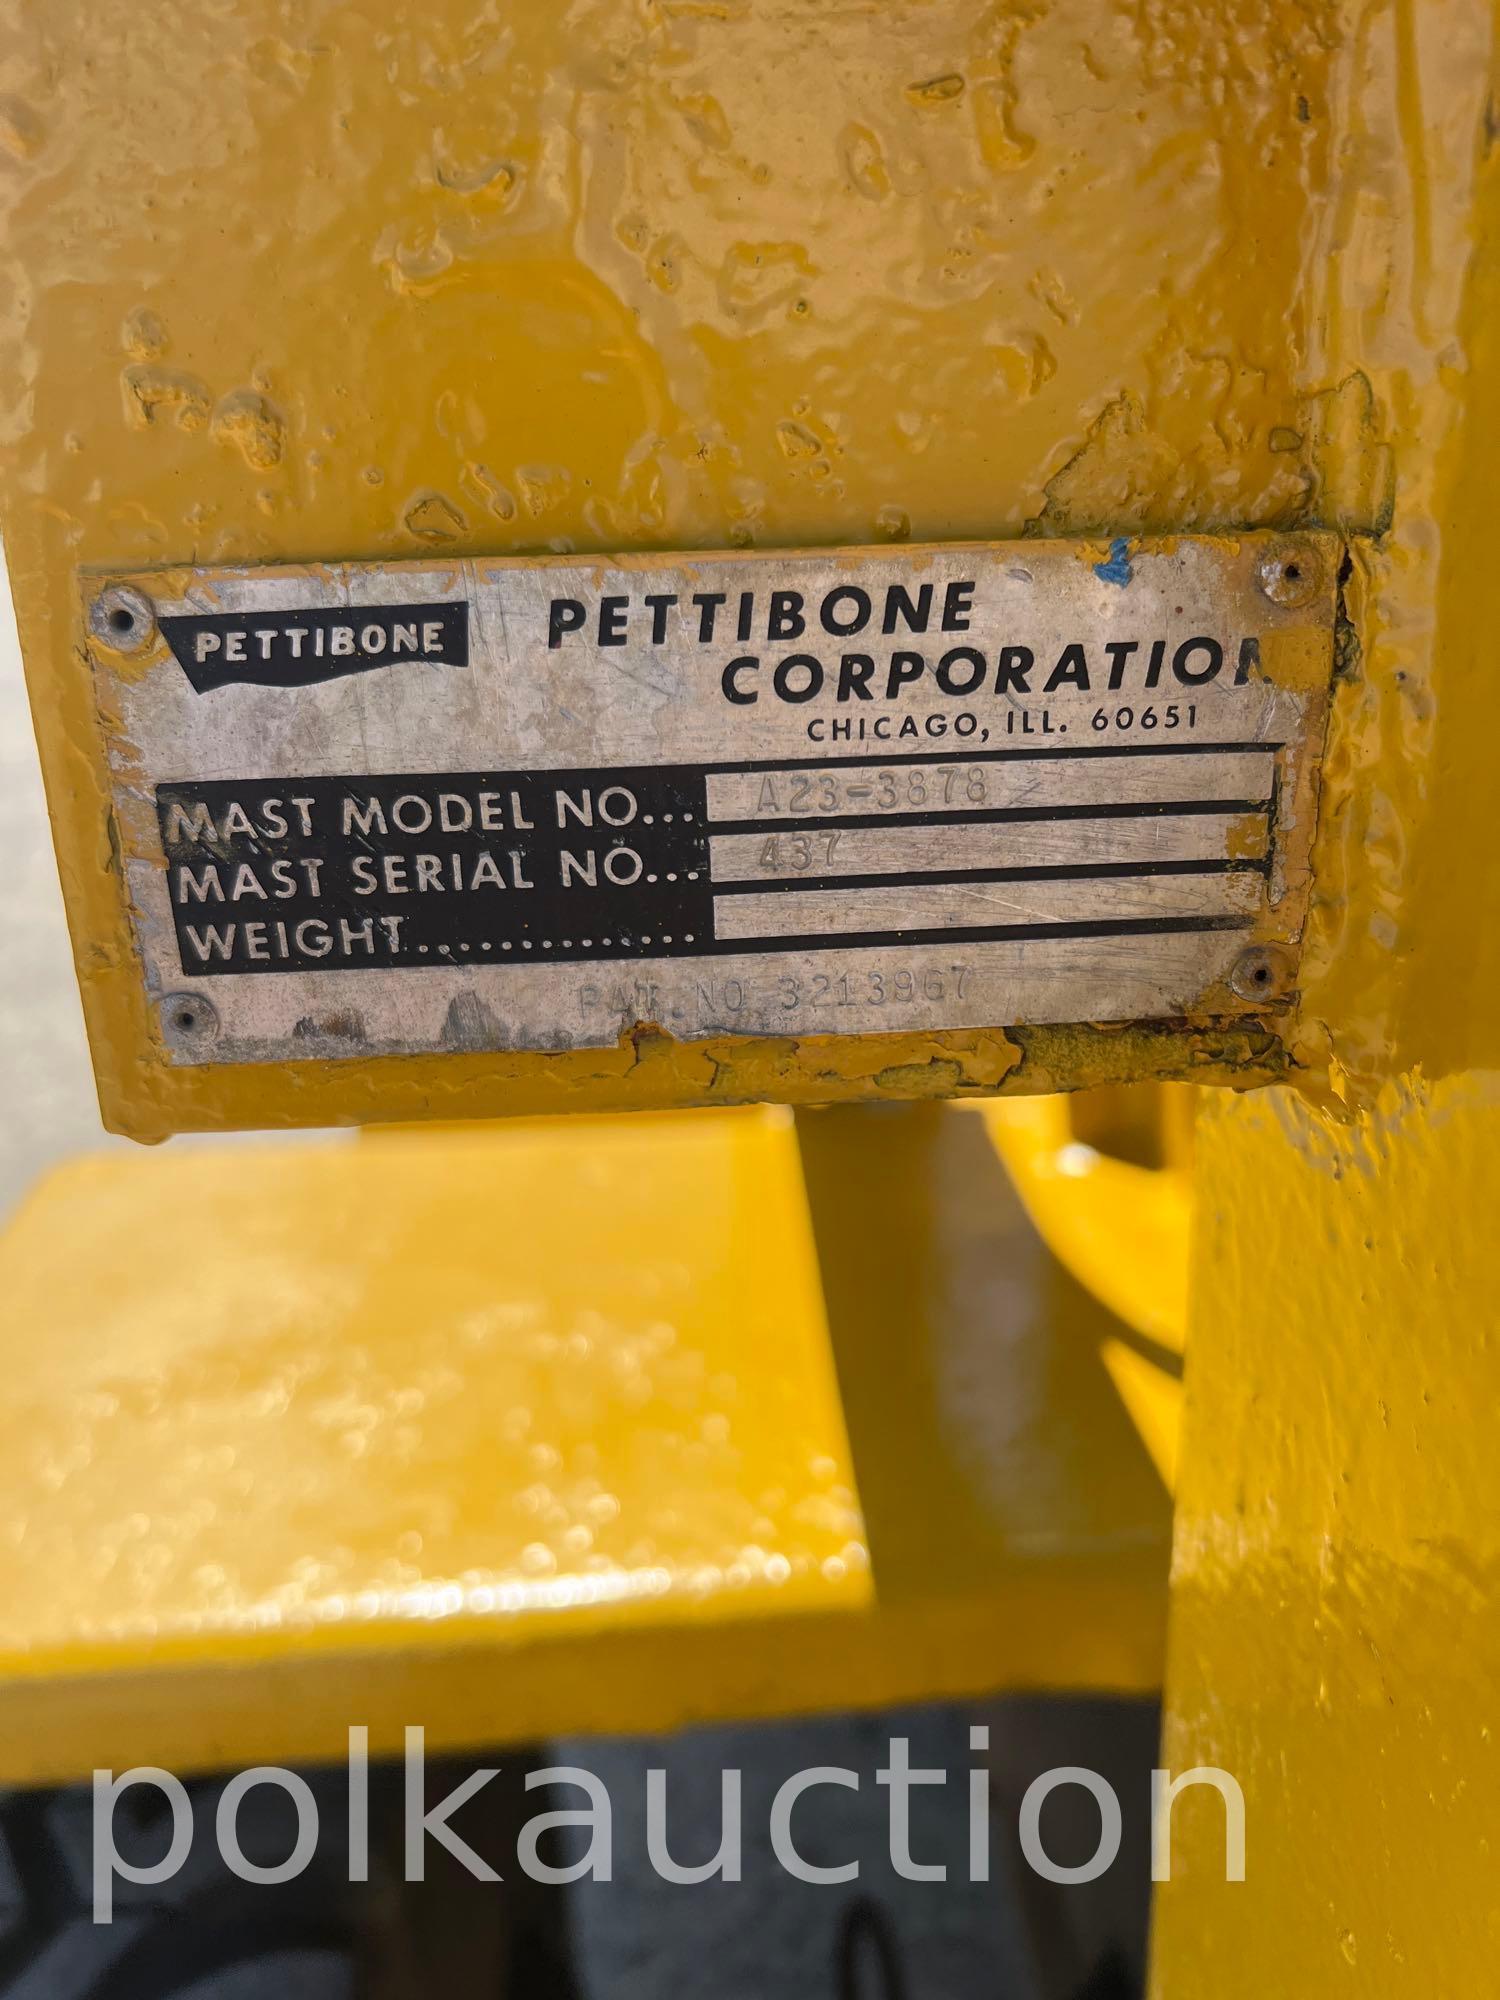 PETTIBONE
PETTIBONE
CORPORATION
CHICAGO, ILL. 60651
MAST MODEL NO... A23-3878
MAST SERIAL NO... 437
WEIGHT..............
PAT. NO 3213967
polkauction